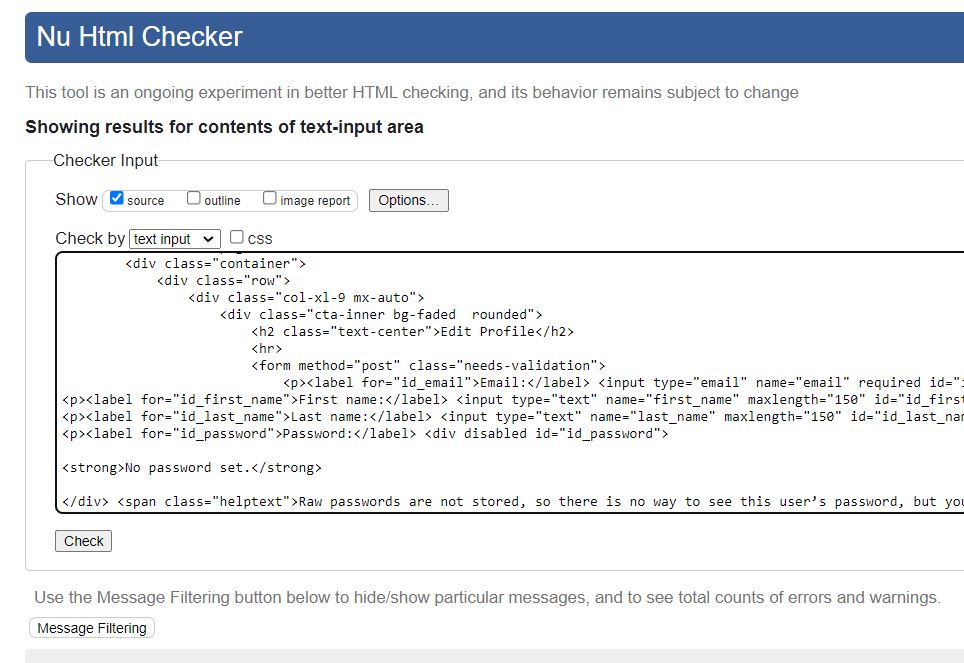 Nu Html Checker
This tool is an ongoing experiment in better HTML checking, and its behavior remains subject to change
Showing results for contents of text-input area
Checker Input
Show source outline image report Options...
Check by text input css
<div class="container">
<div class="row">
<div class="col-xl-9 mx-auto">
<div class="cta-inner bg-faded  rounded">
<h2 class="text-center">Edit Profile</h2>
<hr>
<form method="post" class="needs-validation">
<p><label for="id_email">Email:</label> <input type="email" name="email" required id="i
<p><label for="id_first_name">First name:</label> <input type="text" name="first_name" maxlength="150" id="id_first
<p><label for="id_last_name">Last name:</label> <input type="text" name="last_name" maxlength="150" id="id_last_nam
<p><label for="id_password">Password:</label> <div disabled id="id_password">
<strong>No password set.</strong>
</div> <span class="helptext">Raw passwords are not stored, so there is no way to see this user’s password, but you
Check
Use the Message Filtering button below to hide/show particular messages, and to see total counts of errors and warnings.
Message Filtering